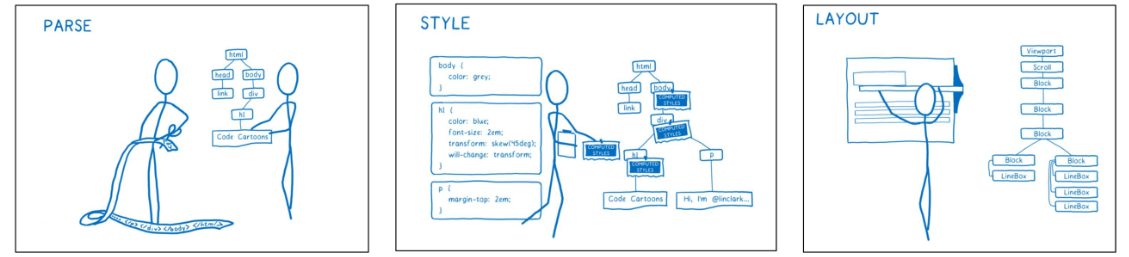 PARSE
html
head
body
link
div
h1
Code Cartoons
</p></div></body> </html>
STYLE
body {
color: grey;
}
h1 {
color: blue;
font-size: 2em;
transform: skew(45deg);
will-change: transform;
}
p {
margin-top: 2em;
}
html
head
body
COMPUTED
STYLES
link
div
COMPUTED
STYLES
COMPUTED
STYLES
h1
p
COMPUTED
STYLES
Code Cartoons
Hi, I'm @linclark...
LAYOUT
Viewport
Scroll
Block
Block
Block
Block
LineBox
Block
LineBox
LineBox
LineBox